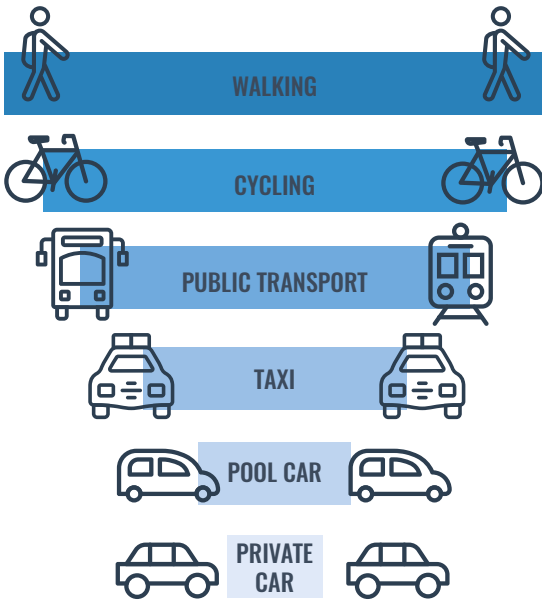 WALKING
CYCLING
PUBLIC TRANSPORT
TAXI
POOL CAR
PRIVATE
CAR